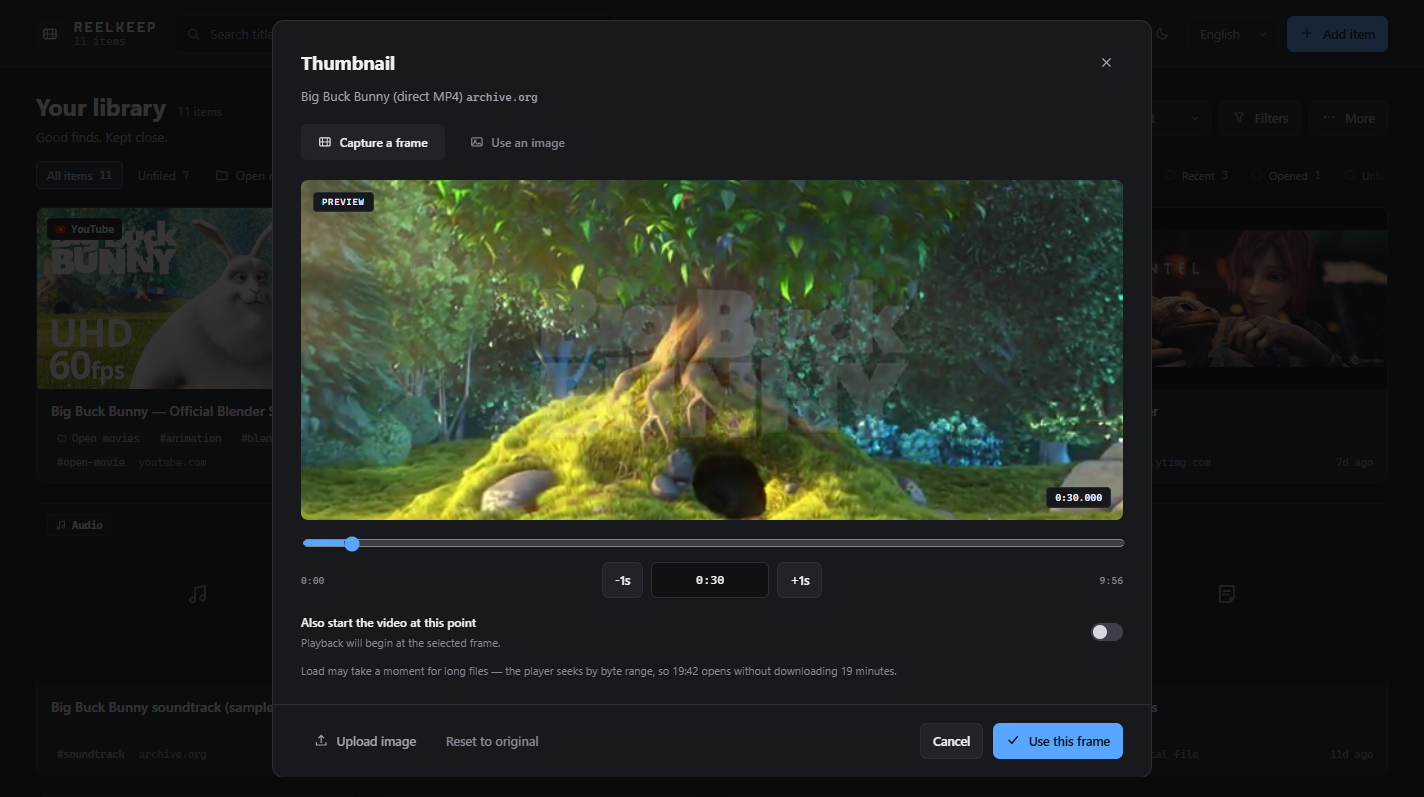 REELKEEP
11 items
Search title
English
Add item
Your library 11 items
Good finds. Kept close.
Filters
More
All items 11
Unfiled 7
Recent 3
Opened 1
Thumbnail
Big Buck Bunny (direct MP4) archive.org
Capture a frame
Use an image
PREVIEW
Big Buck
BUNNY
0:30.000
0:00
-1s
0:30
+1s
9:56
Also start the video at this point
Playback will begin at the selected frame.
Load may take a moment for long files — the player seeks by byte range, so 19:42 opens without downloading 19 minutes.
Upload image
Reset to original
Cancel
Use this frame
YouTube
Big Buck
BUNNY
UHD
60fps
Big Buck Bunny — Official Blender
Open movies
#animation
#open-movie
youtube.com
7d ago
Audio
Big Buck Bunny soundtrack (sample
#soundtrack
archive.org
11d ago